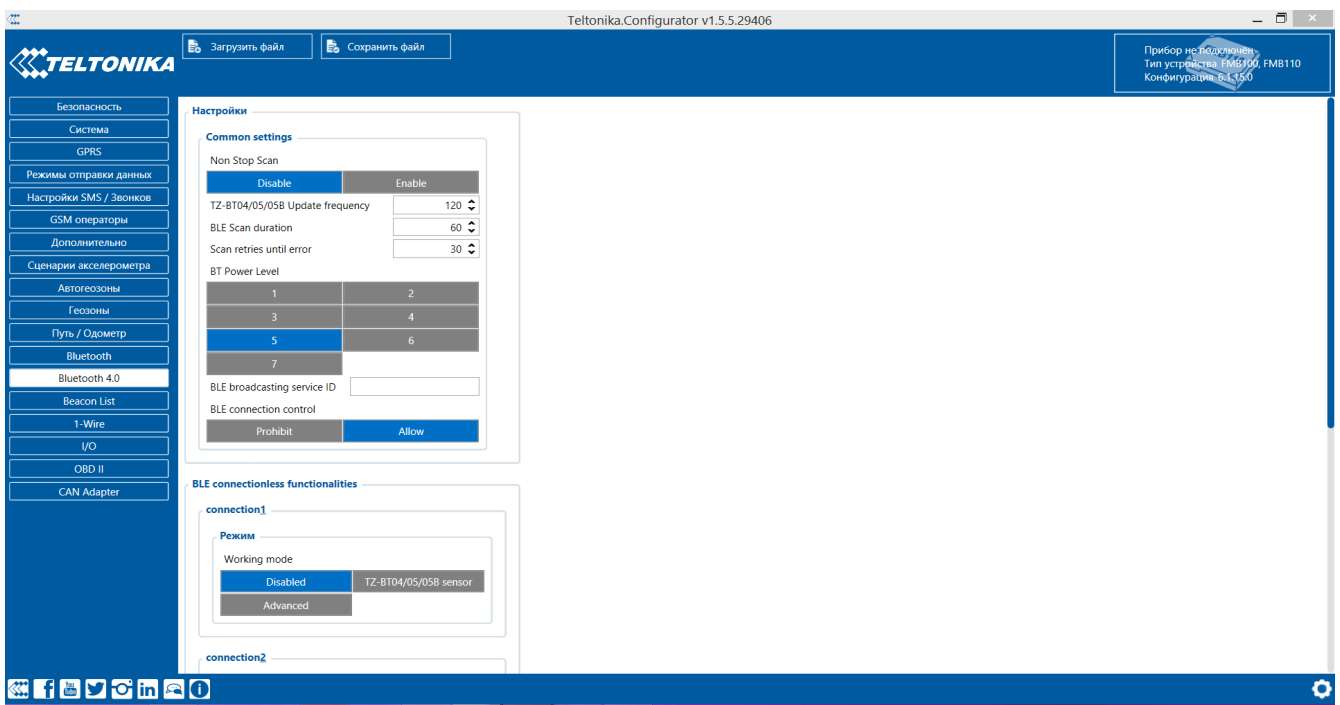 Teltonika.Configurator v1.5.5.29406
TELTONIKA
Загрузить файл
Сохранить файл
Прибор не подключен
Тип устройства FMB100, FMB110
Конфигурация 6.1.15.0
Безопасность
Система
GPRS
Режимы отправки данных
Настройки SMS / Звонков
GSM операторы
Дополнительно
Сценарии акселерометра
Автогеозоны
Геозоны
Путь / Одометр
Bluetooth
Bluetooth 4.0
Beacon List
1-Wire
I/O
OBD II
CAN Adapter
Настройки
Common settings
Non Stop Scan
Disable Enable
TZ-BT04/05/05B Update frequency 120
BLE Scan duration 60
Scan retries until error 30
BT Power Level
1 2
3 4
5 6
7
BLE broadcasting service ID
BLE connection control
Prohibit Allow
BLE connectionless functionalities
connection1
Режим
Working mode
Disabled TZ-BT04/05/05B sensor
Advanced
connection2